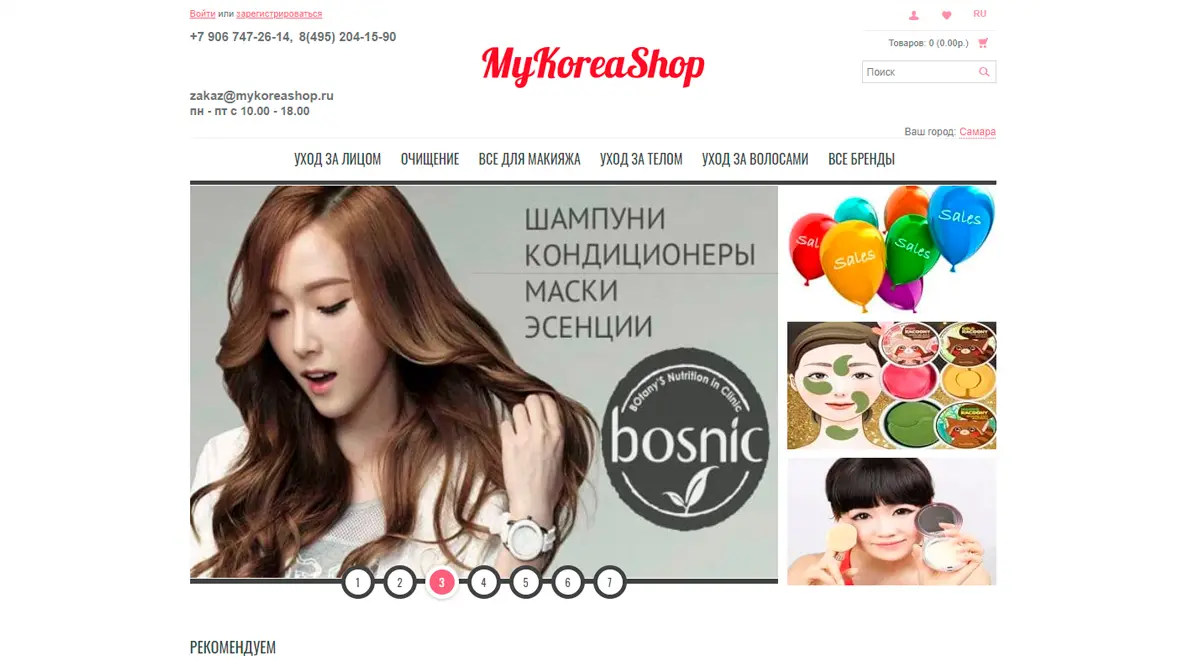 Войти или зарегистрироваться
RU
+7 906 747-26-14, 8(495) 204-15-90
Товаров: 0 (0.00р.)
MyKoreaShop
Поиск
zakaz@mykoreashop.ru
пн - пт с 10.00 - 18.00
Ваш город: Самара
УХОД ЗА ЛИЦОМ ОЧИЩЕНИЕ ВСЕ ДЛЯ МАКИЯЖА УХОД ЗА ТЕЛОМ УХОД ЗА ВОЛОСАМИ ВСЕ БРЕНДЫ
ШАМПУНИ
КОНДИЦИОНЕРЫ
МАСКИ
ЭСЕНЦИИ
BOtany'S Nutrition in Clinic
bosnic
Sales
Sales
Sales
1 2 3 4 5 6 7
РЕКОМЕНДУЕМ